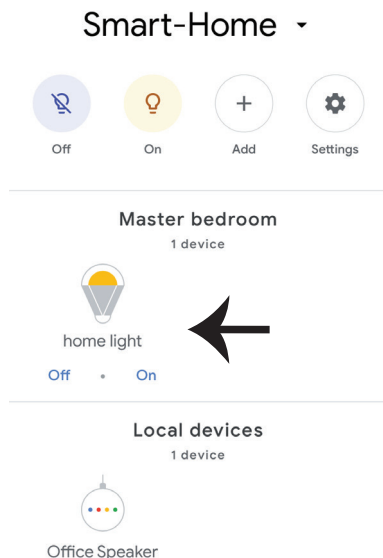 Smart-Home
Off On Add Settings
Master bedroom
1 device
home light
Off • On
Local devices
1 device
Office Speaker